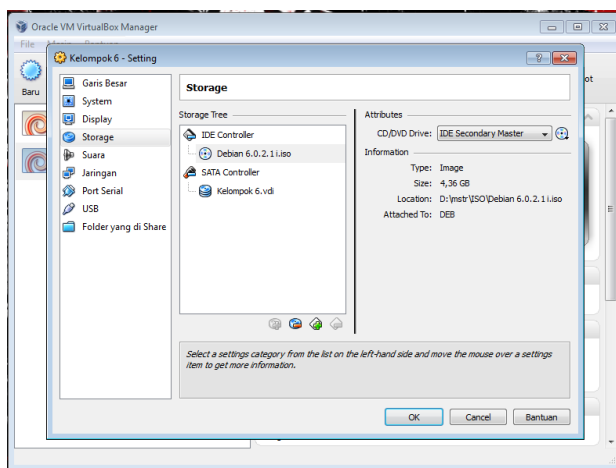 Oracle VM VirtualBox Manager
File
Bantuan
Baru
Kelompok 6 - Setting
Garis Besar
System
Display
Storage
Suara
Jaringan
Port Serial
USB
Folder yang di Share
Storage
Storage Tree
IDE Controller
Debian 6.0.2.1 i.iso
SATA Controller
Kelompok 6.vdi
Attributes
CD/DVD Drive: IDE Secondary Master
Information
Type: Image
Size: 4,36 GB
Location: D:\mstr\ISO\Debian 6.0.2.1 i.iso
Attached To: DEB
Select a settings category from the list on the left-hand side and move the mouse over a settings
item to get more information.
OK Cancel Bantuan